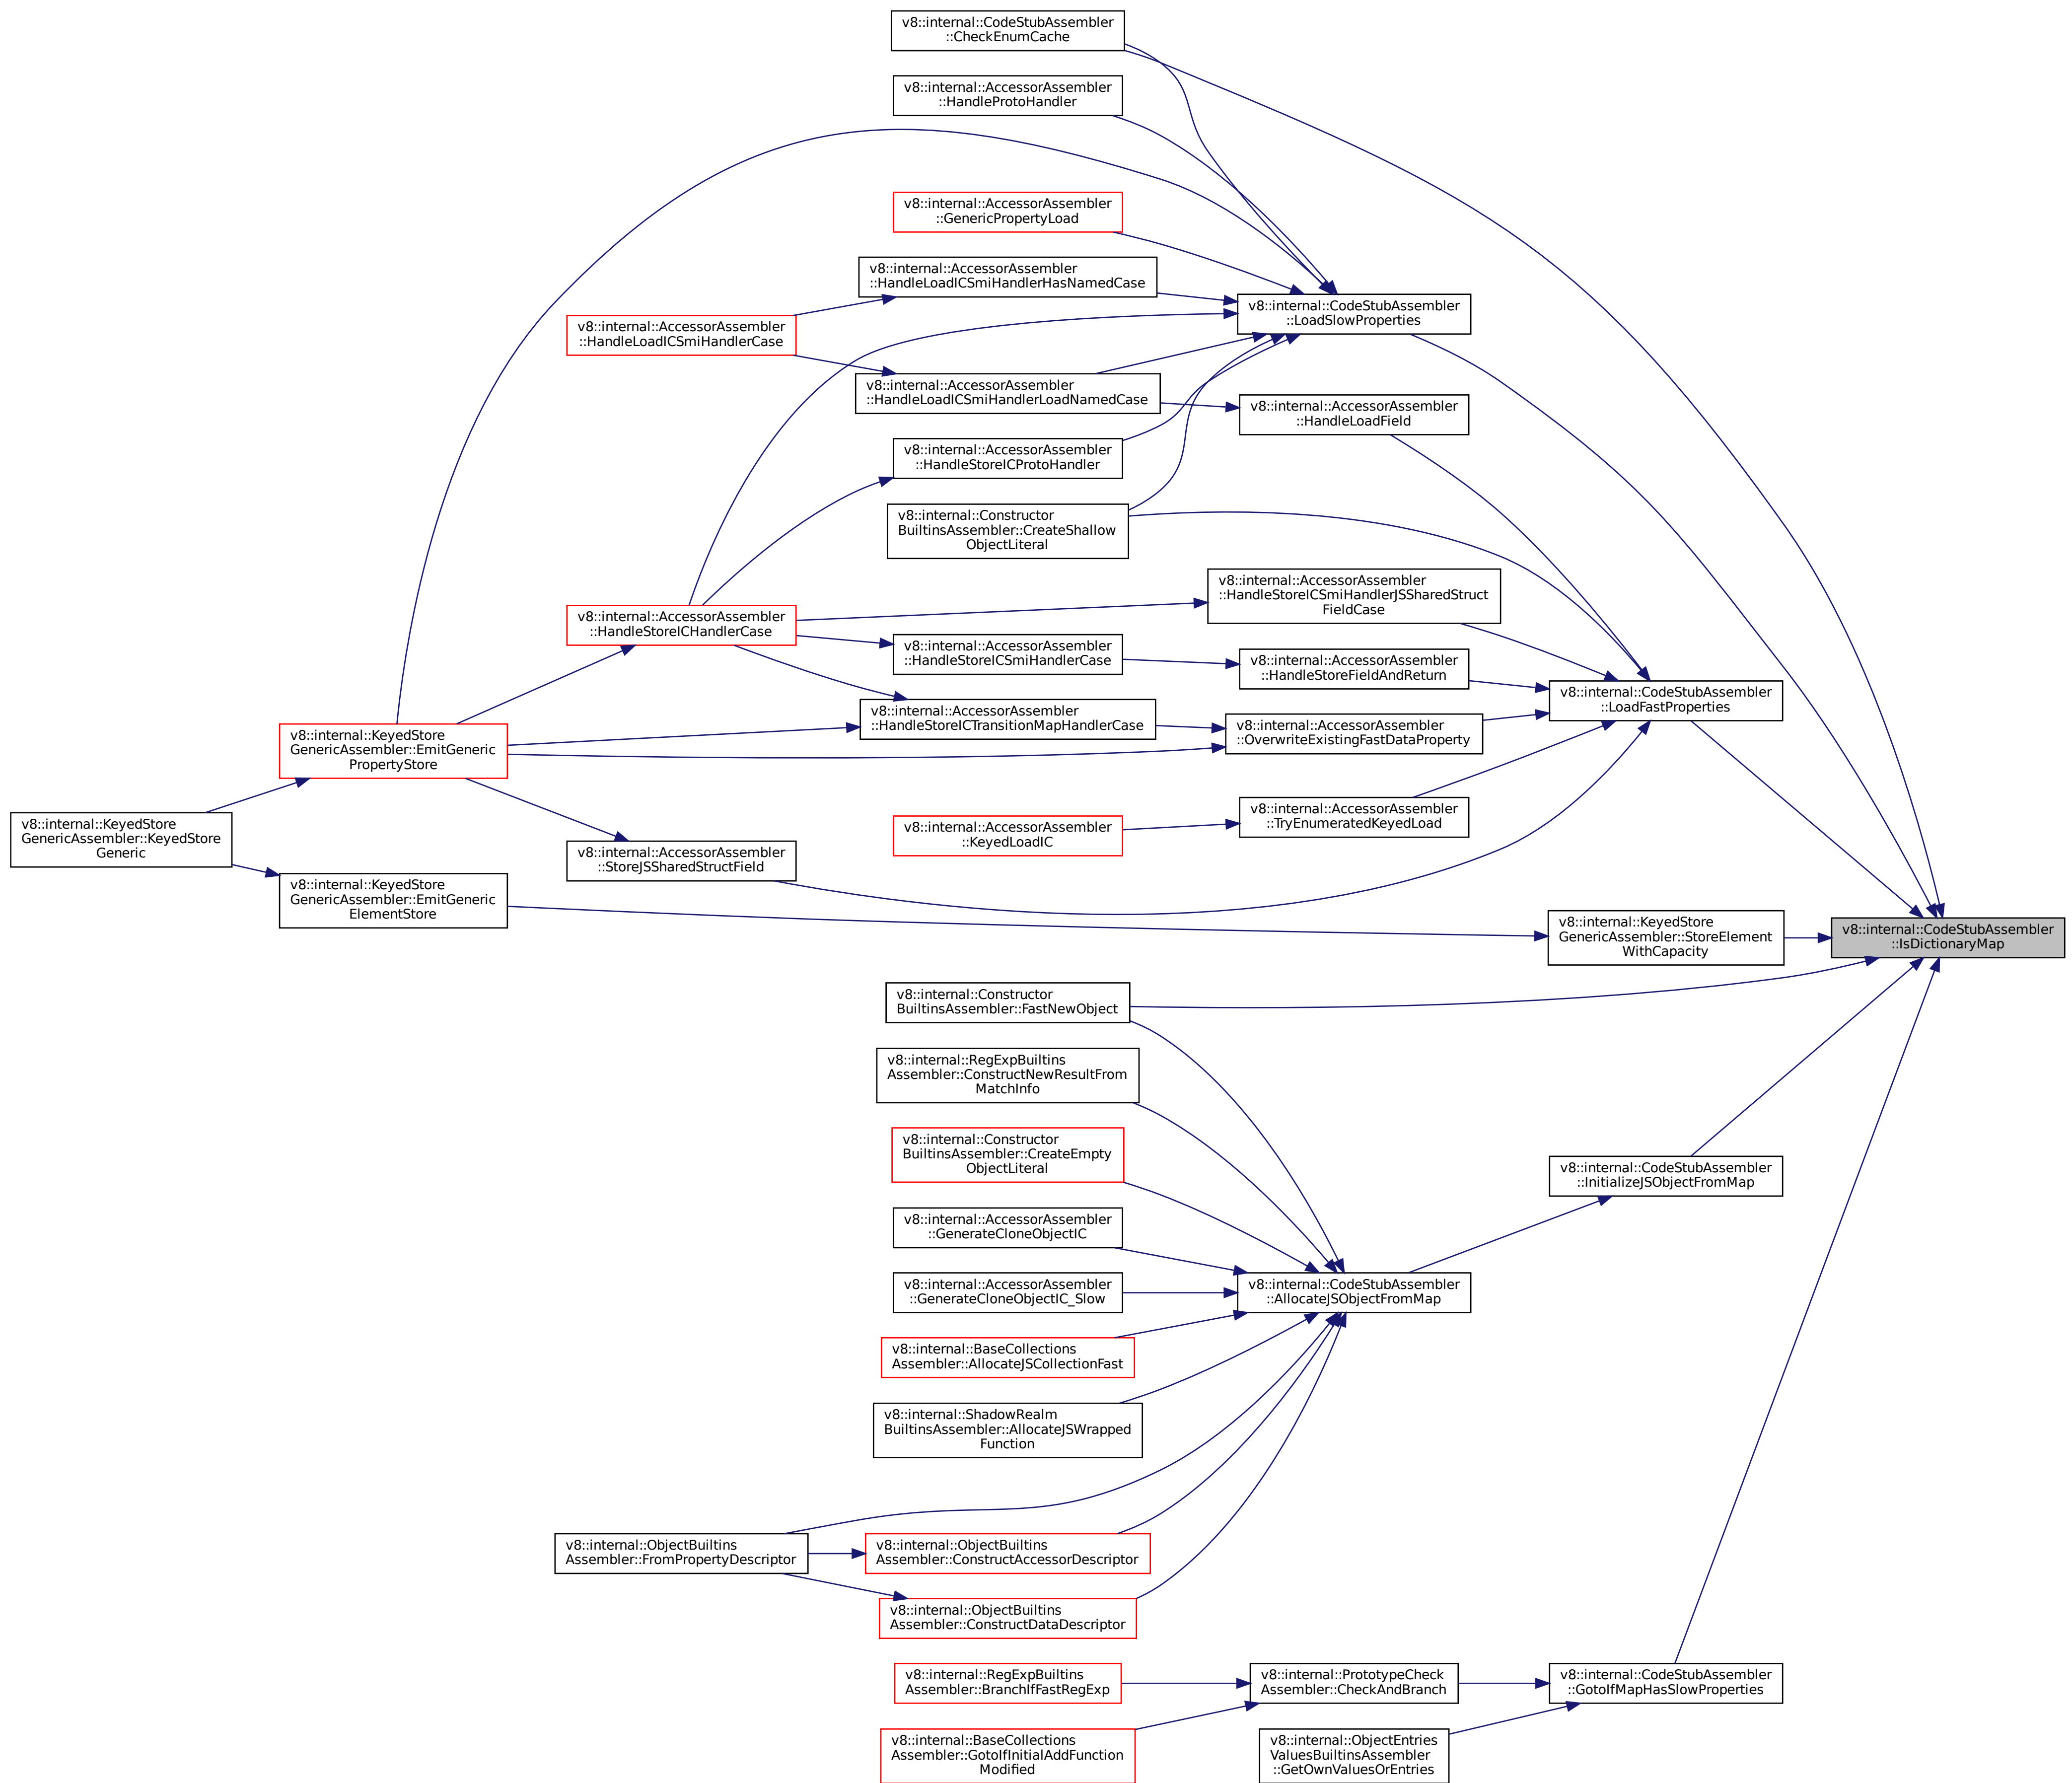 v8::internal::CodeStubAssembler
::CheckEnumCache
v8::internal::AccessorAssembler
::HandleProtoHandler
v8::internal::AccessorAssembler
::GenericPropertyLoad
v8::internal::AccessorAssembler
::HandleLoadICSmiHandlerHasNamedCase
v8::internal::CodeStubAssembler
::LoadSlowProperties
v8::internal::AccessorAssembler
::HandleLoadICSmiHandlerCase
v8::internal::AccessorAssembler
::HandleLoadICSmiHandlerLoadNamedCase
v8::internal::AccessorAssembler
::HandleLoadField
v8::internal::AccessorAssembler
::HandleStoreICProtoHandler
v8::internal::Constructor
BuiltinsAssembler::CreateShallow
ObjectLiteral
v8::internal::AccessorAssembler
::HandleStoreICSmiHandlerJSSharedStruct
FieldCase
v8::internal::AccessorAssembler
::HandleStoreICHandlerCase
v8::internal::AccessorAssembler
::HandleStoreICSmiHandlerCase
v8::internal::AccessorAssembler
::HandleStoreFieldAndReturn
v8::internal::CodeStubAssembler
::LoadFastProperties
v8::internal::AccessorAssembler
::HandleStoreICTransitionMapHandlerCase
v8::internal::AccessorAssembler
::OverwriteExistingFastDataProperty
v8::internal::KeyedStore
GenericAssembler::EmitGeneric
PropertyStore
v8::internal::AccessorAssembler
::TryEnumeratedKeyedLoad
v8::internal::KeyedStore
GenericAssembler::KeyedStore
Generic
v8::internal::AccessorAssembler
::KeyedLoadIC
v8::internal::AccessorAssembler
::StoreJSSharedStructField
v8::internal::KeyedStore
GenericAssembler::EmitGeneric
ElementStore
v8::internal::KeyedStore
GenericAssembler::StoreElement
WithCapacity
v8::internal::CodeStubAssembler
::IsDictionaryMap
v8::internal::Constructor
BuiltinsAssembler::FastNewObject
v8::internal::RegExpBuiltins
Assembler::ConstructNewResultFrom
MatchInfo
v8::internal::Constructor
BuiltinsAssembler::CreateEmpty
ObjectLiteral
v8::internal::CodeStubAssembler
::InitializeJSObjectFromMap
v8::internal::AccessorAssembler
::GenerateCloneObjectIC
v8::internal::AccessorAssembler
::GenerateCloneObjectIC_Slow
v8::internal::CodeStubAssembler
::AllocateJSObjectFromMap
v8::internal::BaseCollections
Assembler::AllocateJSCollectionFast
v8::internal::ShadowRealm
BuiltinsAssembler::AllocateJSWrapped
Function
v8::internal::ObjectBuiltins
Assembler::FromPropertyDescriptor
v8::internal::ObjectBuiltins
Assembler::ConstructAccessorDescriptor
v8::internal::ObjectBuiltins
Assembler::ConstructDataDescriptor
v8::internal::RegExpBuiltins
Assembler::BranchIfFastRegExp
v8::internal::PrototypeCheck
Assembler::CheckAndBranch
v8::internal::CodeStubAssembler
::GotoIfMapHasSlowProperties
v8::internal::BaseCollections
Assembler::GotoIfInitialAddFunction
Modified
v8::internal::ObjectEntries
ValuesBuiltinsAssembler
::GetOwnValuesOrEntries